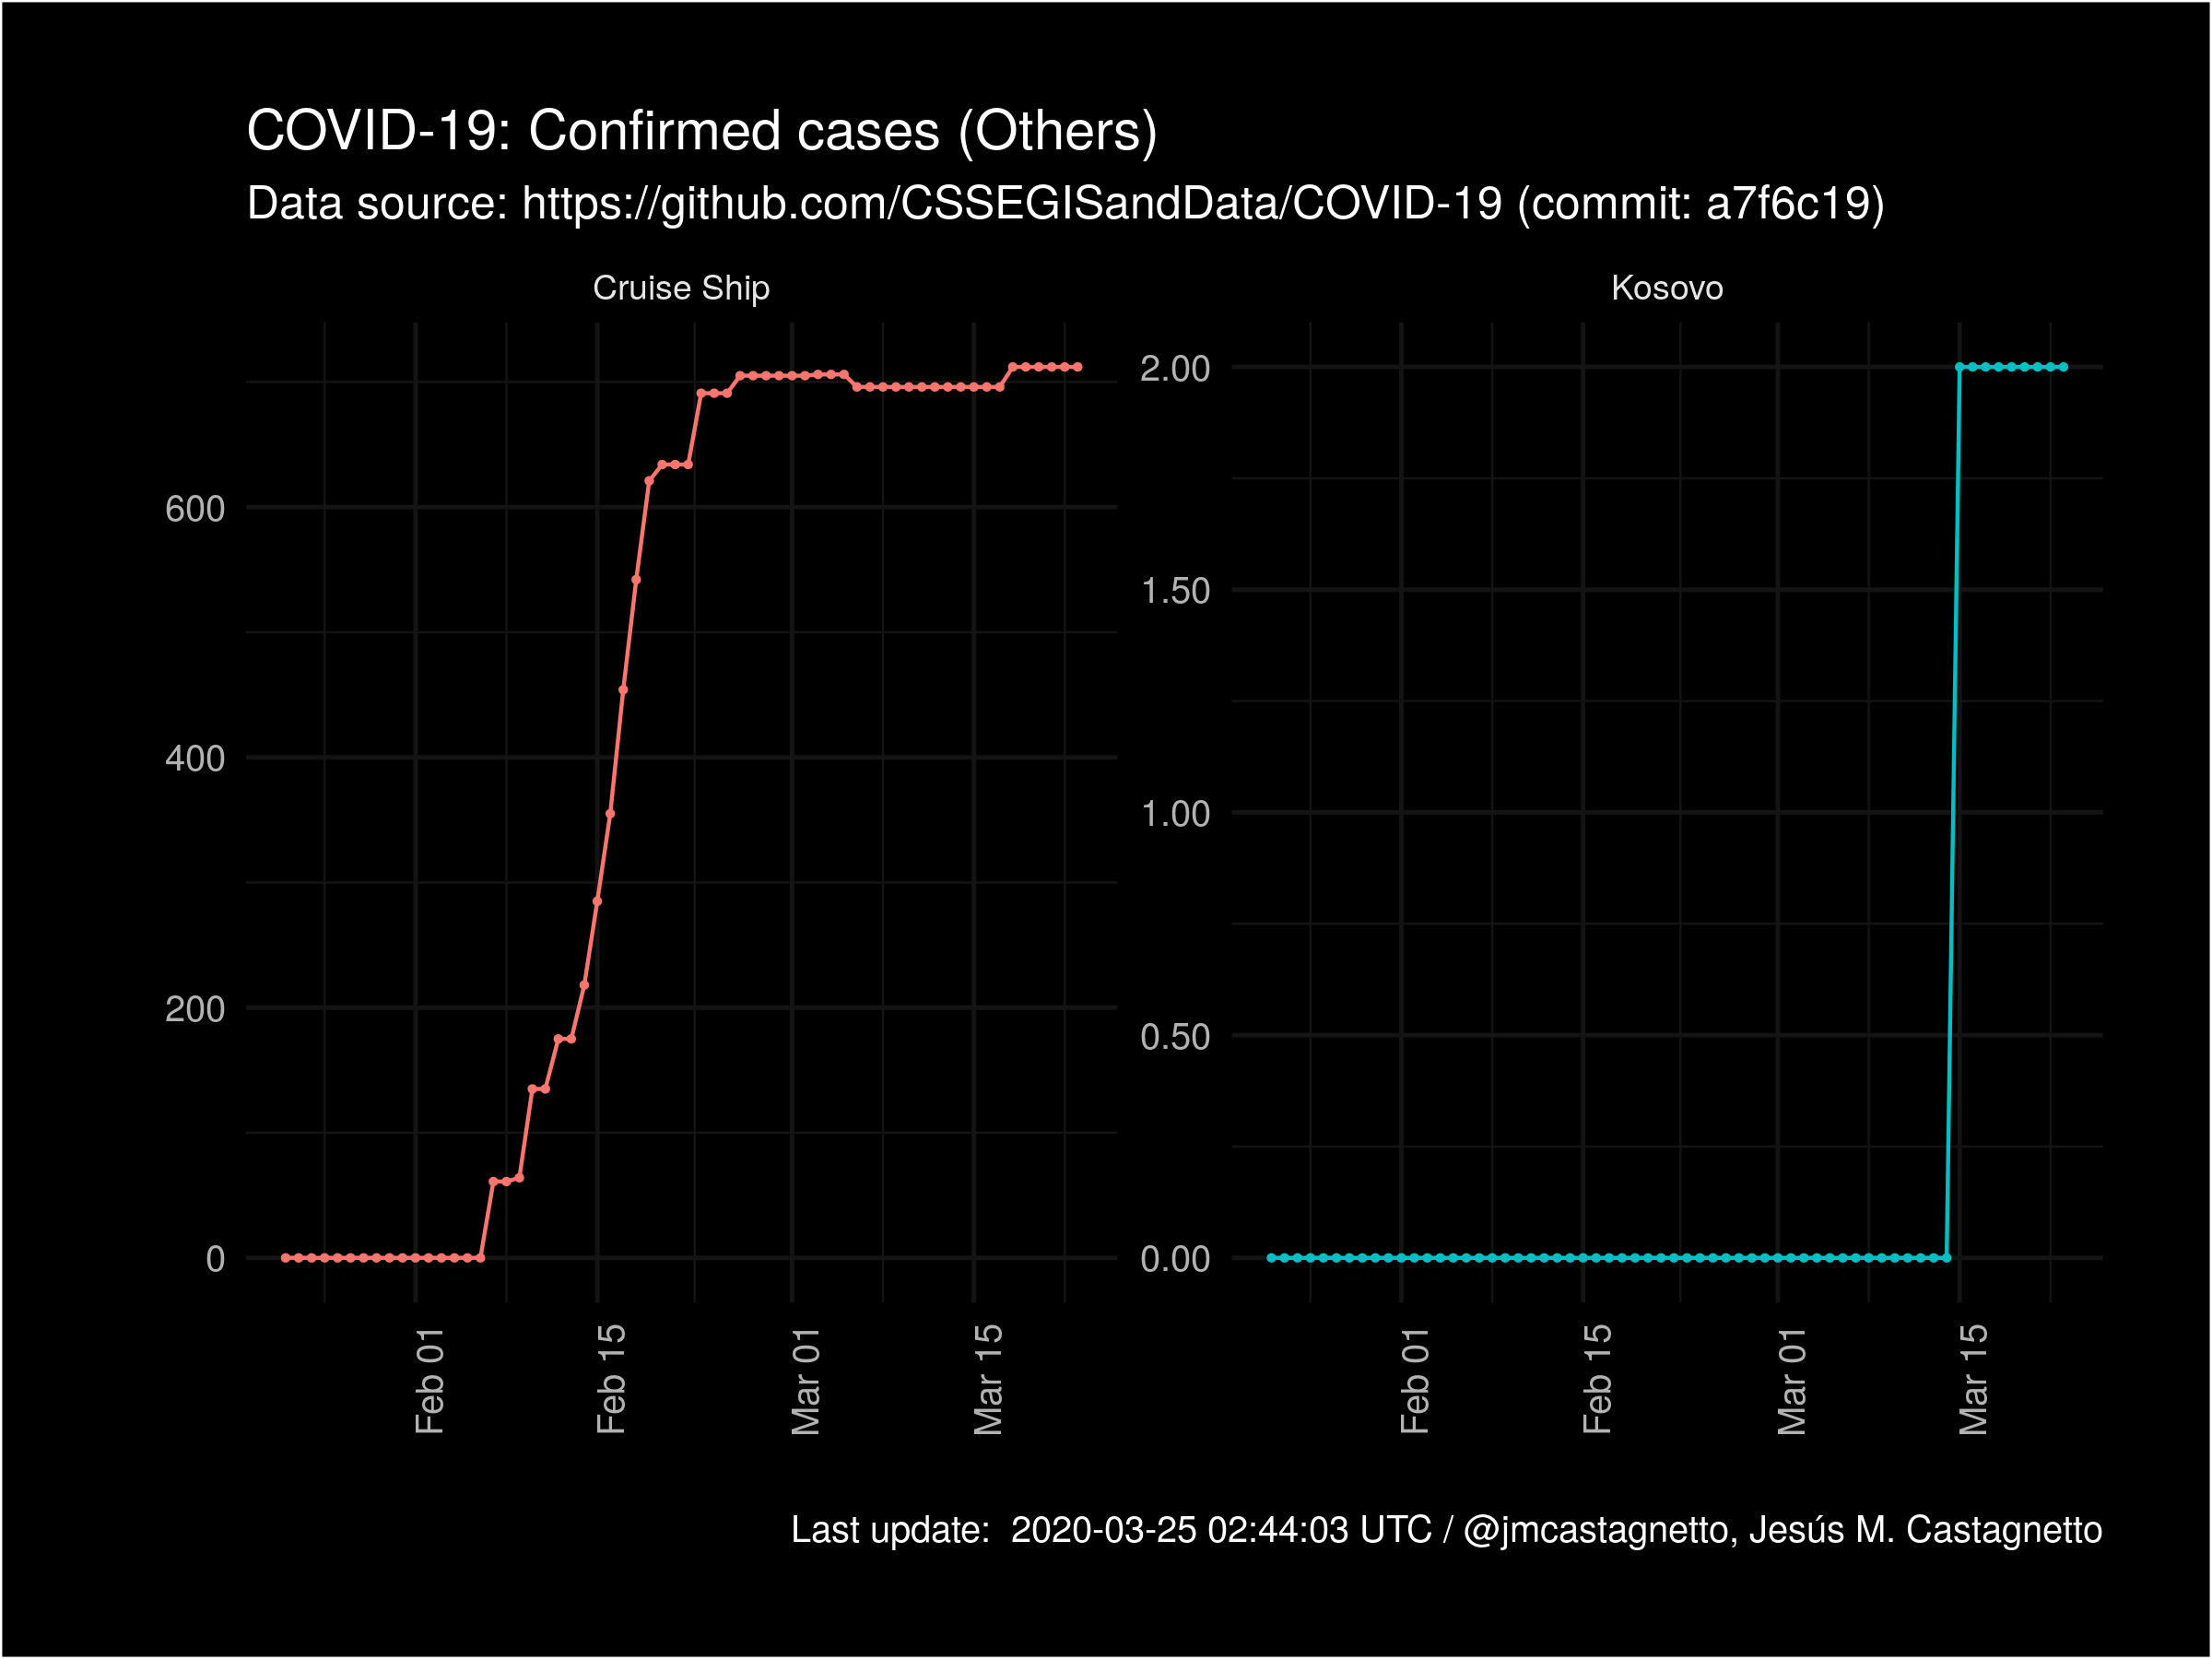 COVID-19: Confirmed cases (Others)
Data source: https://github.com/CSSEGISandData/COVID-19 (commit: a7f6c19)
Cruise Ship
600
400
200
0
Feb 01
Feb 15
Mar 01
Mar 15
Kosovo
2.00
1.50
1.00
0.50
0.00
Feb 01
Feb 15
Mar 01
Mar 15
Last update:  2020-03-25 02:44:03 UTC / @jmcastagnetto, Jesús M. Castagnetto